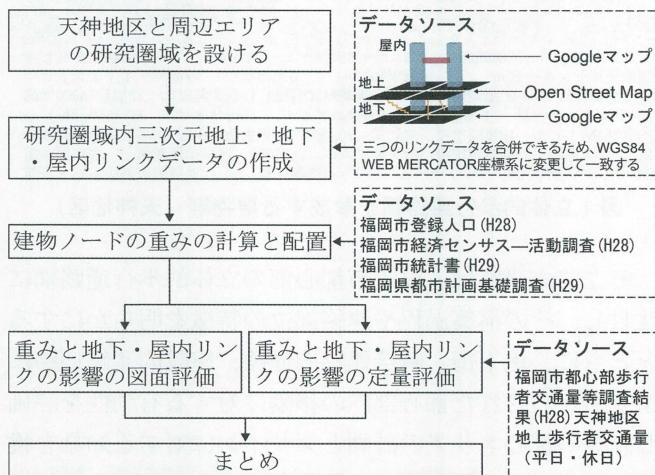 天神地区と周辺エリア
の研究圏域を設ける
データソース
屋内
Googleマップ
地上
Open Street Map
地下
Googleマップ
三つのリンクデータを合併できるため、WGS84
WEB MERCATOR座標系に変更して一致する
研究圏域内三次元地上・地下
・屋内リンクデータの作成
データソース
福岡市登録人口(H28)
福岡市経済センサス―活動調査(H28)
福岡市統計書(H29)
福岡県都市計画基礎調査(H29)
建物ノードの重みの計算と配置
重みと地下・屋内リン
クの影響の図面評価
重みと地下・屋内リン
クの影響の定量評価
データソース
福岡市都心部歩行
者交通量等調査結
果(H28)天神地区
地上歩行者交通量
(平日・休日)
まとめ